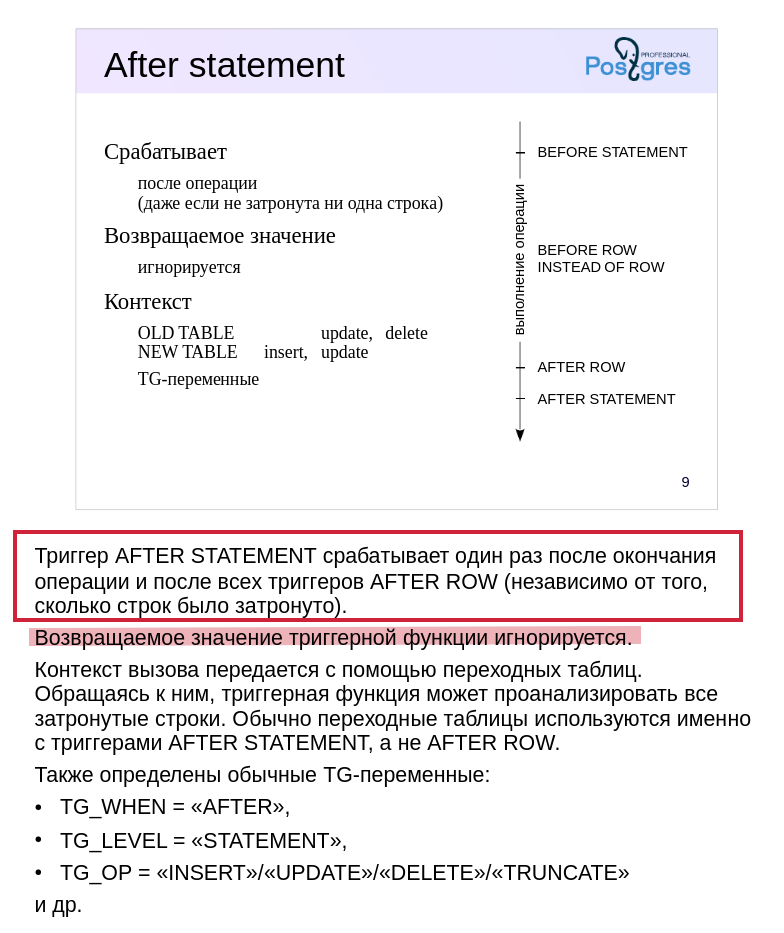 After statement
PROFESSIONAL
Postgres
Срабатывает
после операции
(даже если не затронута ни одна строка)
Возвращаемое значение
игнорируется
Контекст
OLD TABLE update, delete
NEW TABLE insert, update
TG-переменные
BEFORE STATEMENT
выполнение операции
BEFORE ROW
INSTEAD OF ROW
AFTER ROW
AFTER STATEMENT
9
Триггер AFTER STATEMENT срабатывает один раз после окончания
операции и после всех триггеров AFTER ROW (независимо от того,
сколько строк было затронуто).
Возвращаемое значение триггерной функции игнорируется.
Контекст вызова передается с помощью переходных таблиц.
Обращаясь к ним, триггерная функция может проанализировать все
затронутые строки. Обычно переходные таблицы используются именно
с триггерами AFTER STATEMENT, а не AFTER ROW.
Также определены обычные TG-переменные:
• TG_WHEN = «AFTER»,
• TG_LEVEL = «STATEMENT»,
• TG_OP = «INSERT»/«UPDATE»/«DELETE»/«TRUNCATE»
и др.